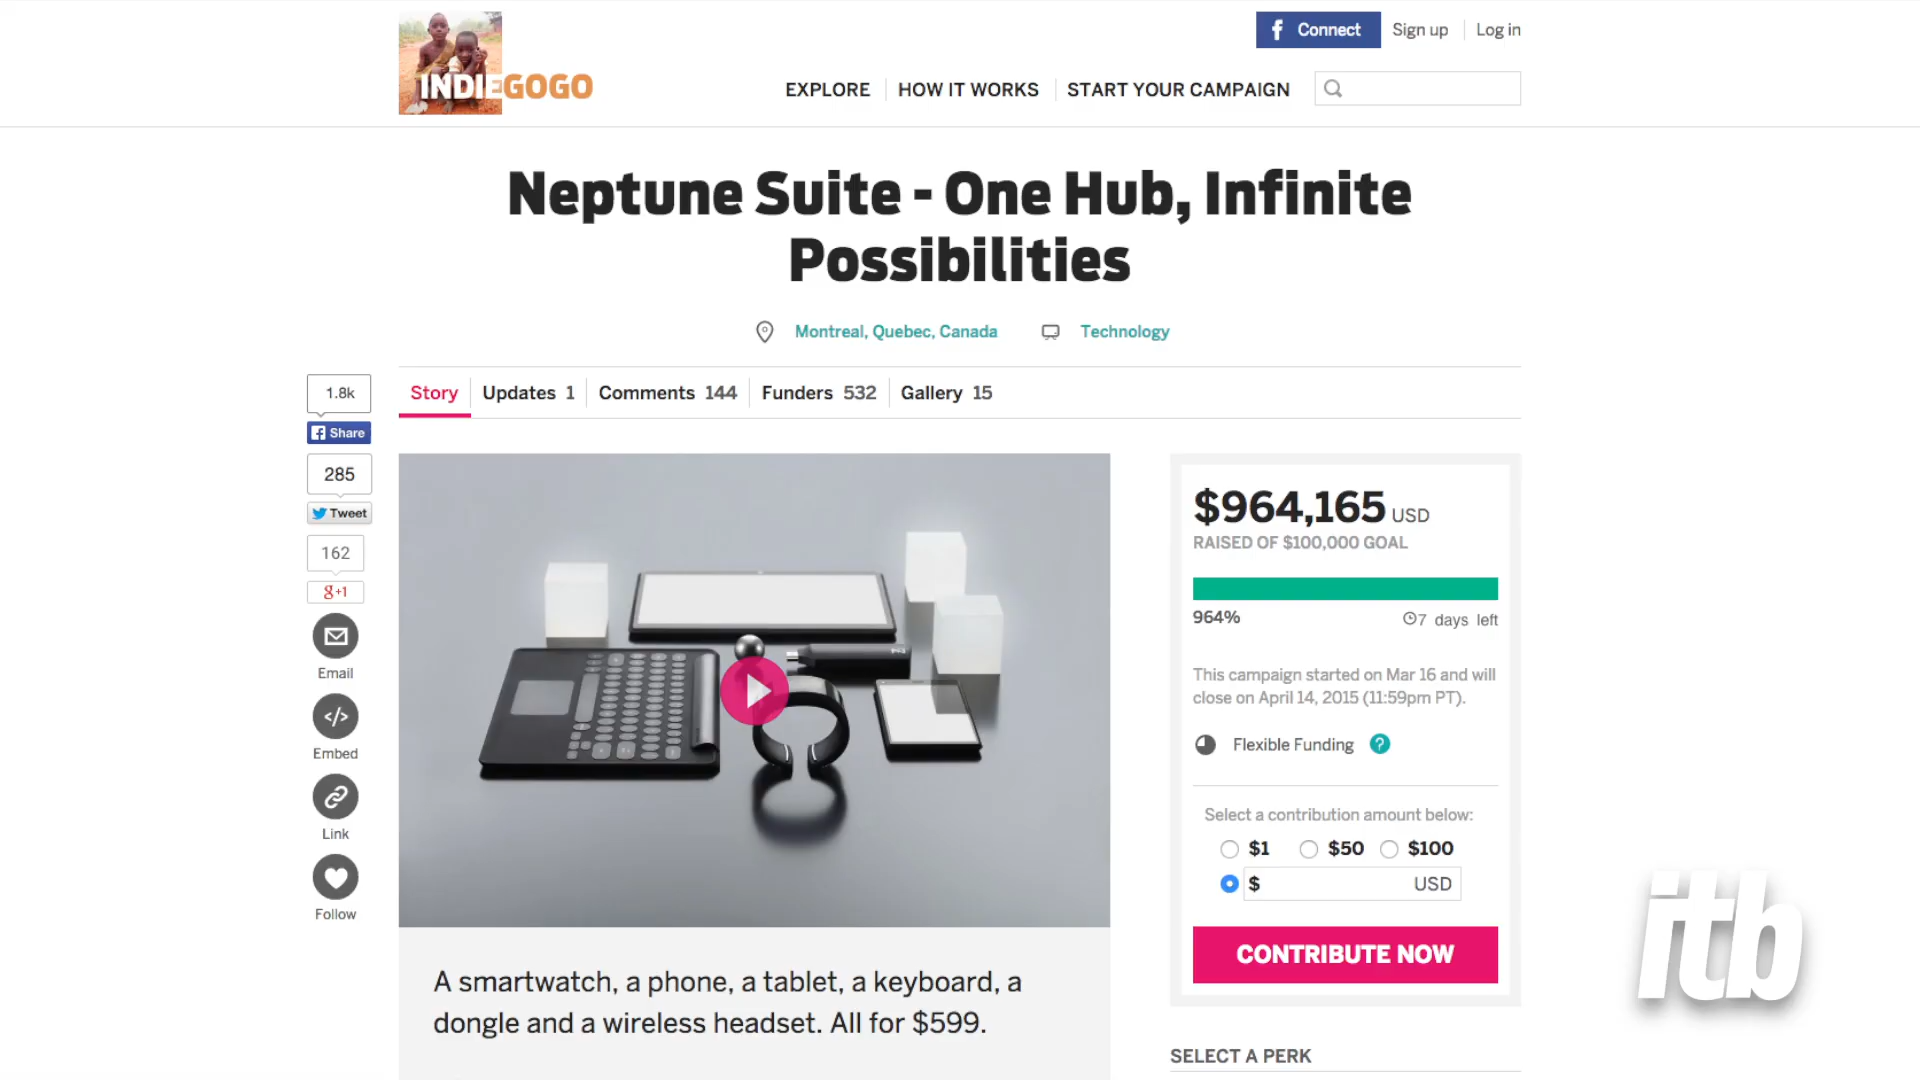 Connect
Sign up
Log in
INDIEGOGO
EXPLORE
HOW IT WORKS
START YOUR CAMPAIGN
Neptune Suite - One Hub, Infinite
Possibilities
Montreal, Quebec, Canada
Technology
Story
Updates 1
Comments 144
Funders 532
Gallery 15
1.8k
Share
285
Tweet
162
g+1
Email
</>
Embed
Link
Follow
A smartwatch, a phone, a tablet, a keyboard, a
dongle and a wireless headset. All for $599.
$964,165 USD
RAISED OF $100,000 GOAL
964%
7 days left
This campaign started on Mar 16 and will
close on April 14, 2015 (11:59pm PT).
Flexible Funding ?
Select a contribution amount below:
$1 $50 $100
$ USD
CONTRIBUTE NOW
SELECT A PERK
itb